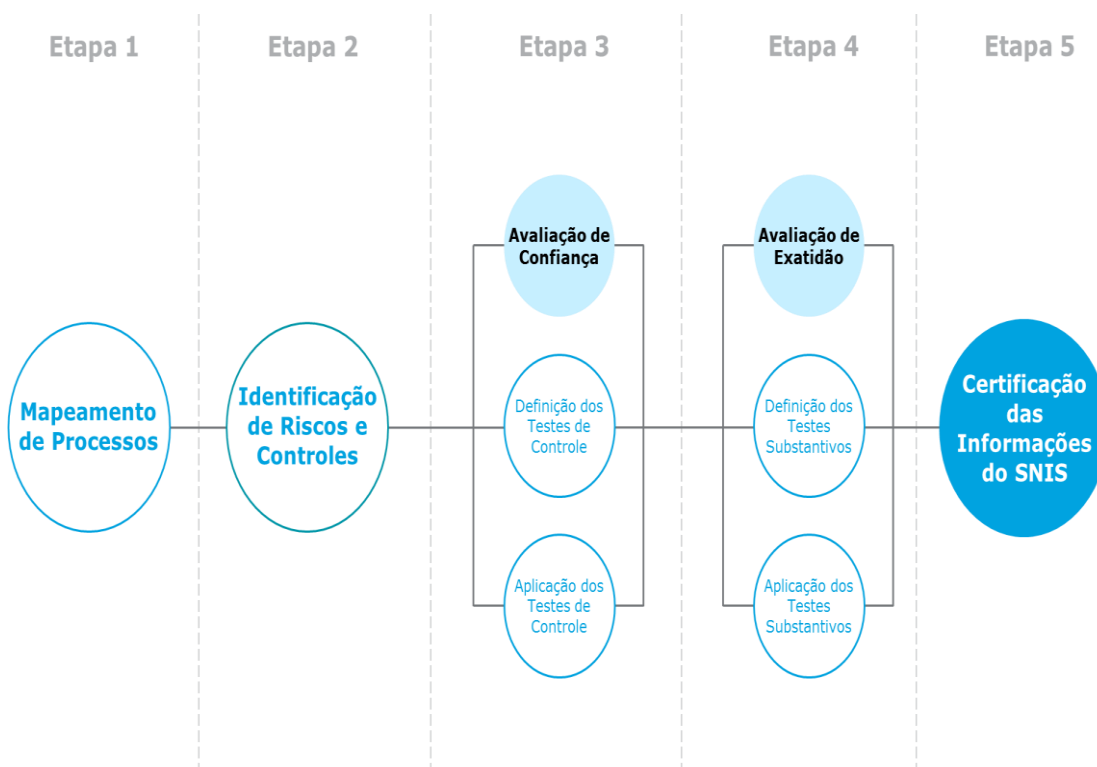 Etapa 1
Etapa 2
Etapa 3
Etapa 4
Etapa 5
Mapeamento
de Processos
Identificação
de Riscos e
Controles
Avaliação de
Confiança
Definição dos
Testes de
Controle
Aplicação dos
Testes de
Controle
Avaliação de
Exatidão
Definição dos
Testes
Substantivos
Aplicação dos
Testes
Substantivos
Certificação
das
Informações
do SNIS